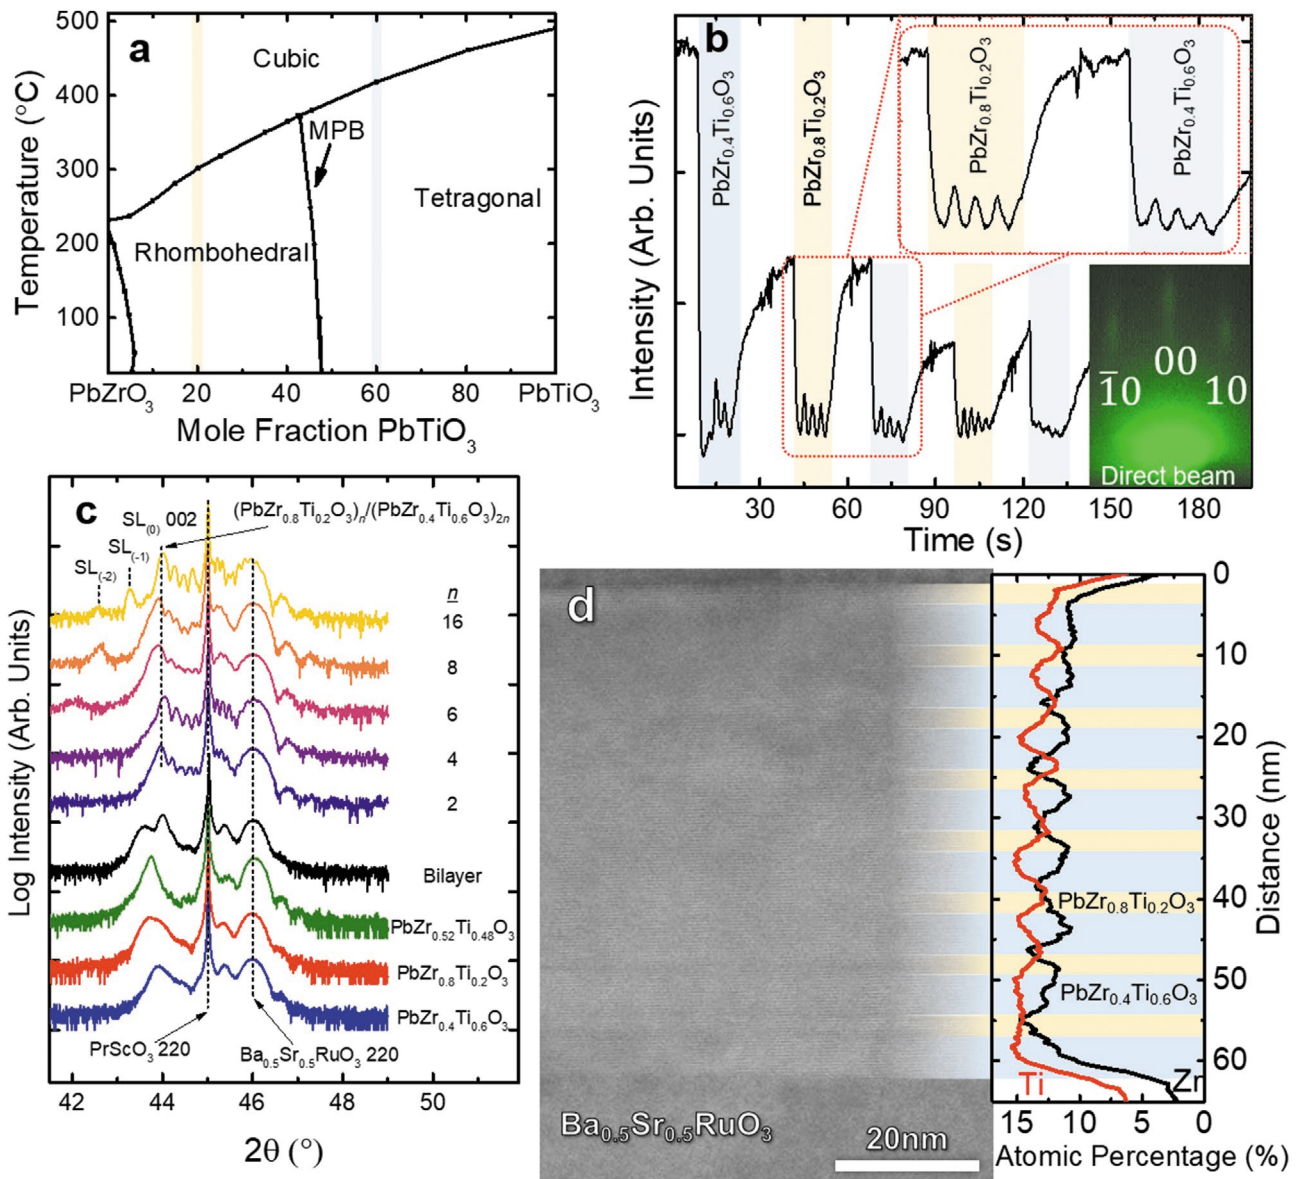 a
Temperature (°C)
500
400
300
200
100
Cubic
MPB
Tetragonal
Rhombohedral
PbZrO3
20
40
60
80
PbTiO3
Mole Fraction PbTiO3
b
Intensity (Arb. Units)
PbZr0.4Ti0.6O3
PbZr0.8Ti0.2O3
PbZr0.8Ti0.2O3
PbZr0.4Ti0.6O3
1̅0
00
10
Direct beam
30
60
90
120
150
180
Time (s)
c
Log Intensity (Arb. Units)
SL(-2)
SL(-1)
SL(0) 002
(PbZr0.8Ti0.2O3)n/(PbZr0.4Ti0.6O3)2n
n
16
8
6
4
2
Bilayer
PbZr0.52Ti0.48O3
PbZr0.8Ti0.2O3
PbZr0.4Ti0.6O3
PrScO3 220
Ba0.5Sr0.5RuO3 220
42
44
46
48
50
2θ (°)
d
Ba0.5Sr0.5RuO3
20nm
PbZr0.8Ti0.2O3
PbZr0.4Ti0.6O3
Ti
Zr
0
10
20
30
40
50
60
Distance (nm)
15
10
5
0
Atomic Percentage (%)